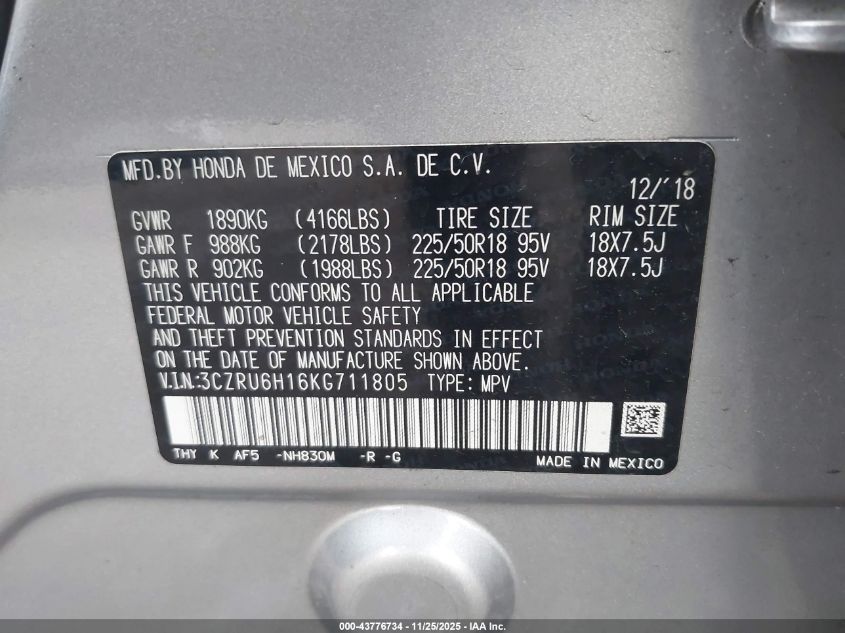 MFD.BY HONDA DE MEXICO S.A. DE C.V.
12/'18
GVWR 1890KG (4166LBS) TIRE SIZE RIM SIZE
GAWR F 988KG (2178LBS) 225/50R18 95V 18X7.5J
GAWR R 902KG (1988LBS) 225/50R18 95V 18X7.5J
THIS VEHICLE CONFORMS TO ALL APPLICABLE
FEDERAL MOTOR VEHICLE SAFETY
AND THEFT PREVENTION STANDARDS IN EFFECT
ON THE DATE OF MANUFACTURE SHOWN ABOVE.
V.I.N.:3CZRU6H16KG711805 TYPE: MPV
THY K AF5 -NH830M -R -G
MADE IN MEXICO
000-43776734 — 11/25/2025 — IAA Inc.